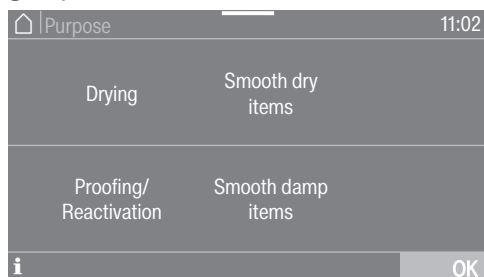 Purpose 11:02
Drying
Smooth dry
items
Proofing/
Reactivation
Smooth damp
items
i OK